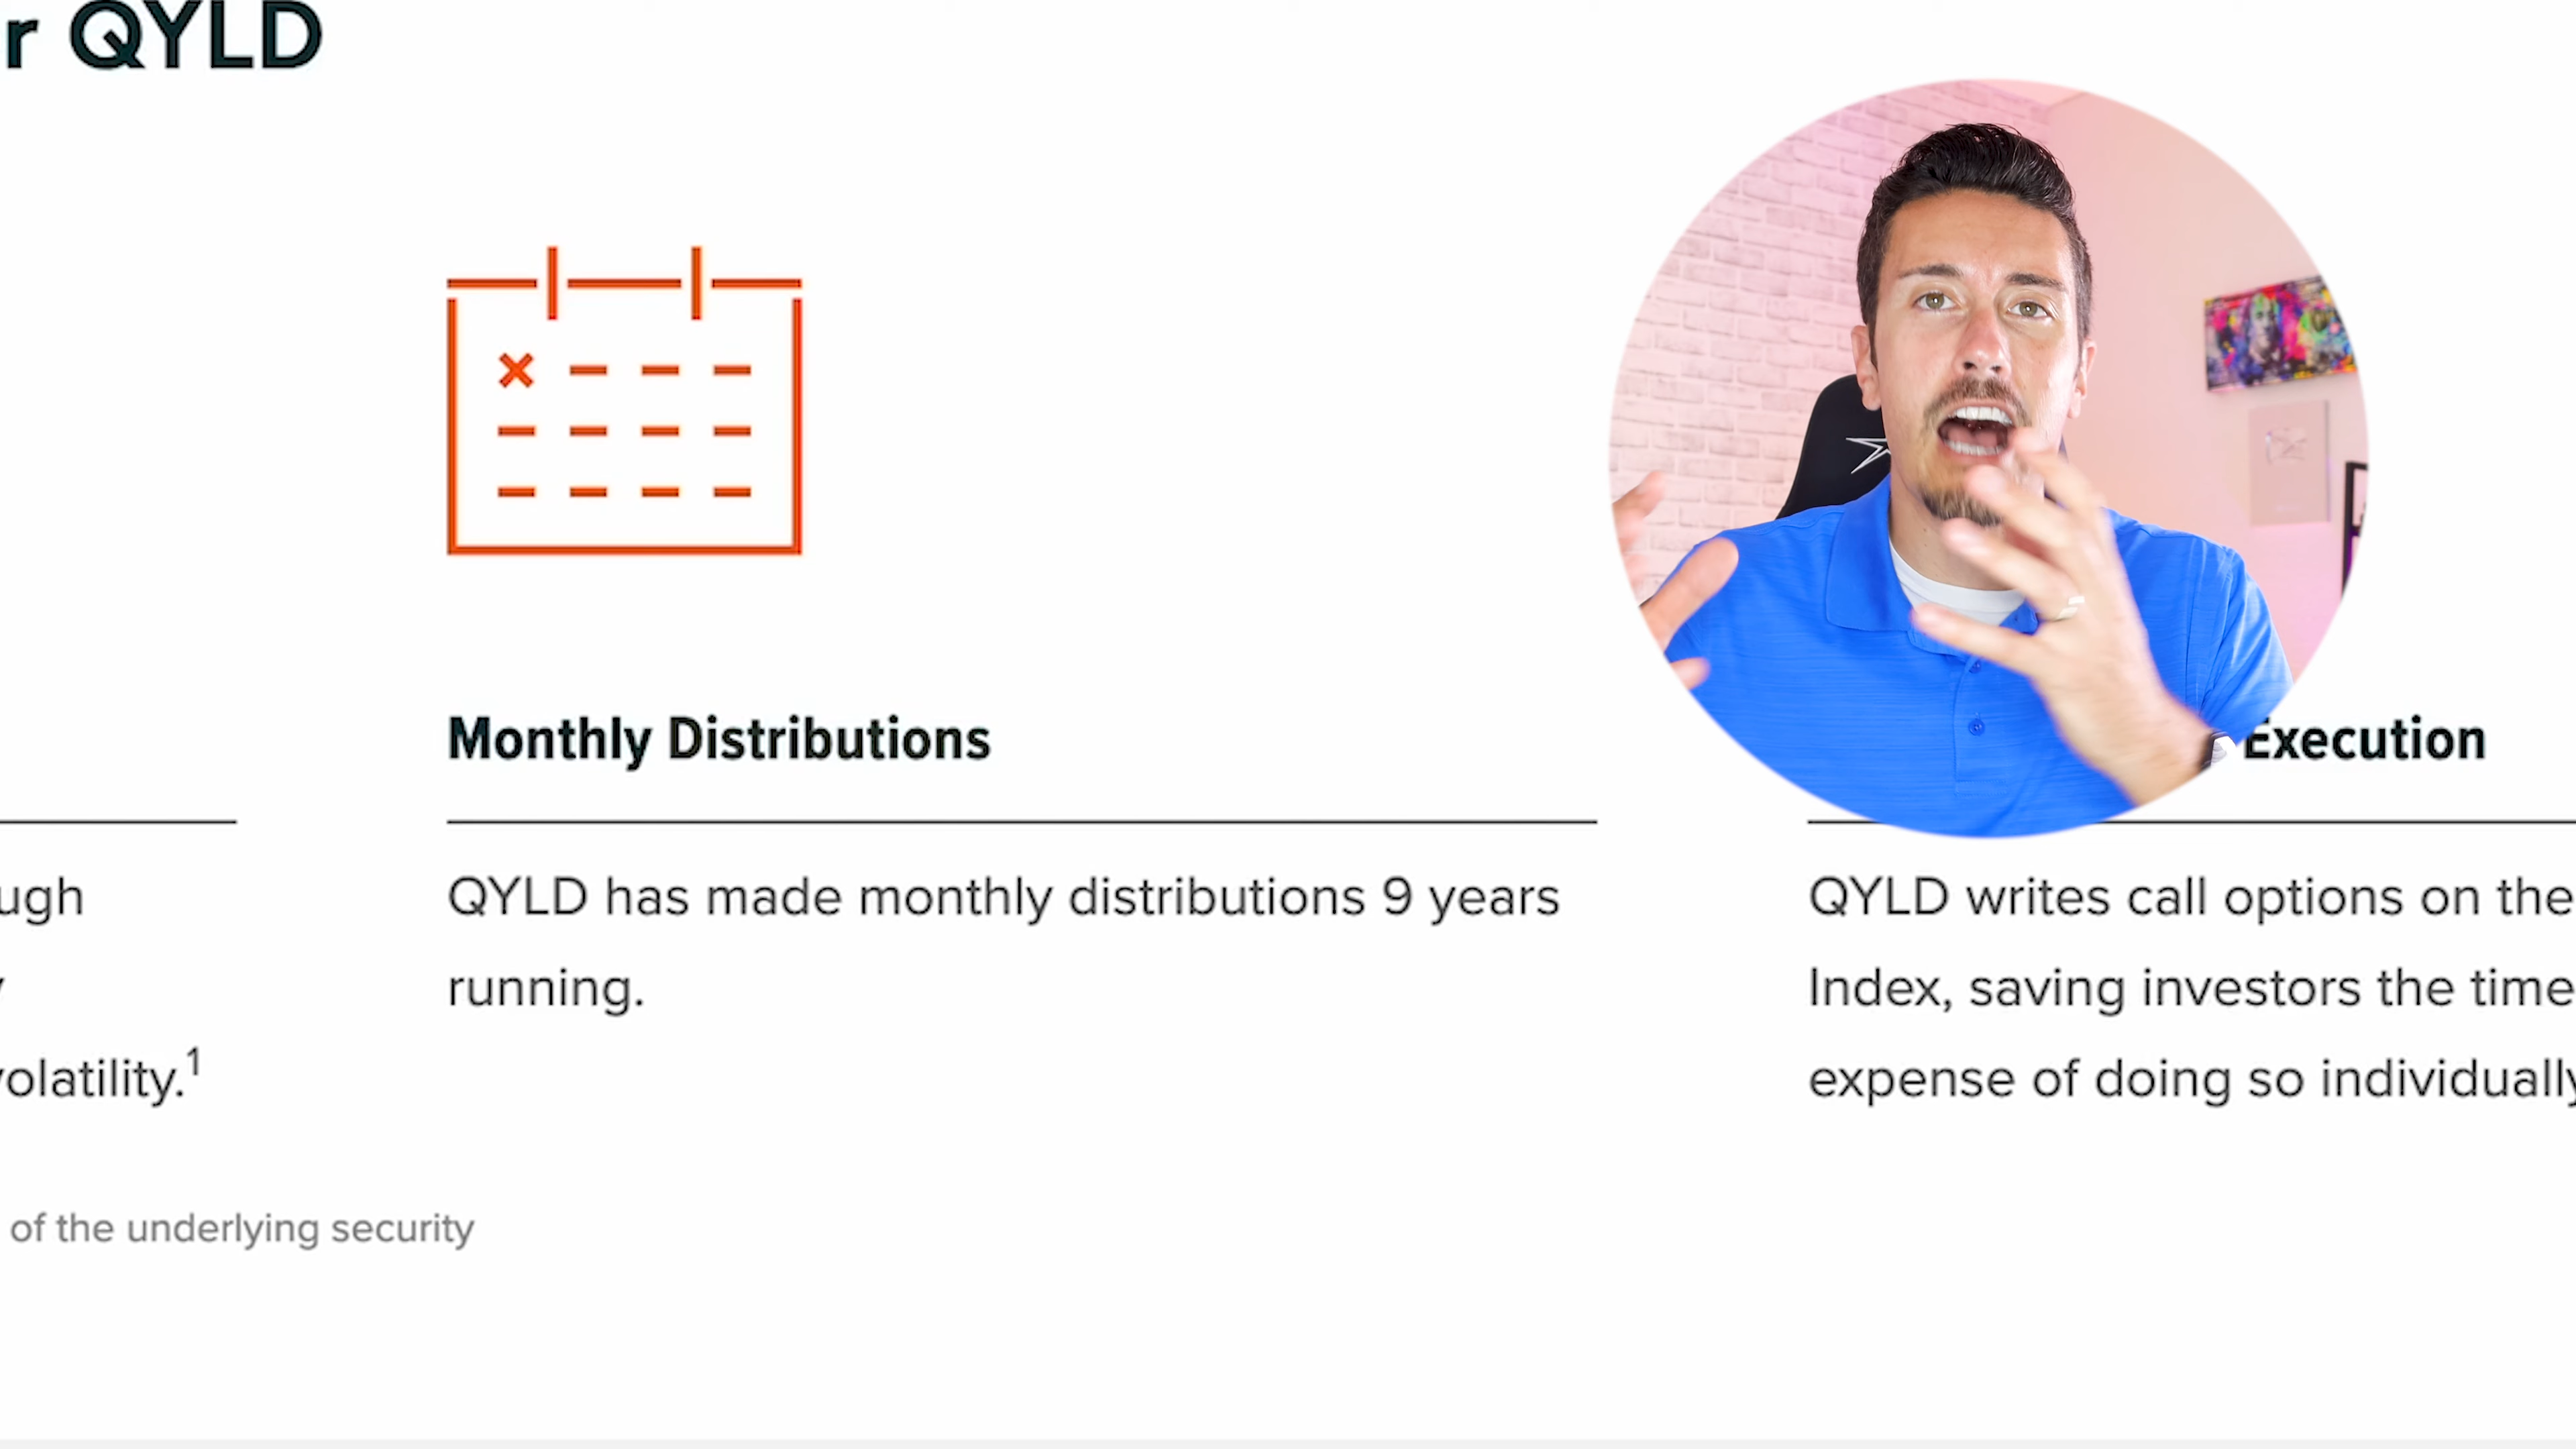 r QYLD
Monthly Distributions
Execution
ugh
QYLD has made monthly distributions 9 years
running.
volatility.1
QYLD writes call options on the
Index, saving investors the time
expense of doing so individually
of the underlying security